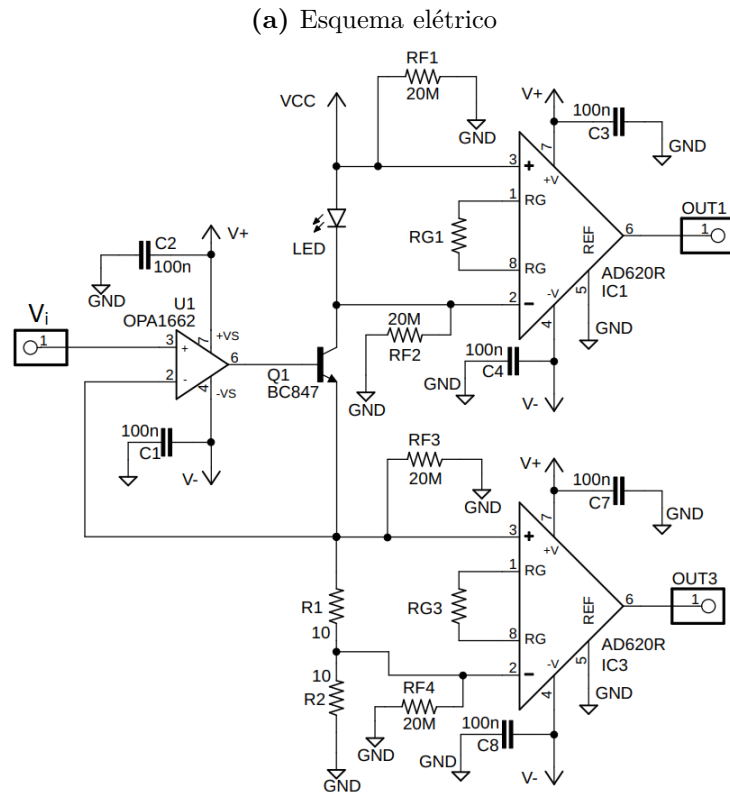 (a) Esquema elétrico
RF1
20M
GND
VCC
V+
100n
C3
GND
3
+
7
+V
1
RG
RG1
LED
8
RG
REF
6
OUT1
1
AD620R
IC1
2
-
-V
4
5
GND
20M
RF2
GND
100n
C4
GND
V-
C2
100n
V+
GND
U1
OPA1662
Vi
1
3
+
7
+VS
6
2
-
4
-VS
Q1
BC847
100n
C1
V-
RF3
20M
GND
V+
100n
C7
GND
3
+
7
+V
1
RG
RG3
8
RG
REF
6
OUT3
1
AD620R
IC3
2
-
-V
4
5
GND
R1
10
10
R2
GND
RF4
20M
GND
100n
C8
GND
V-